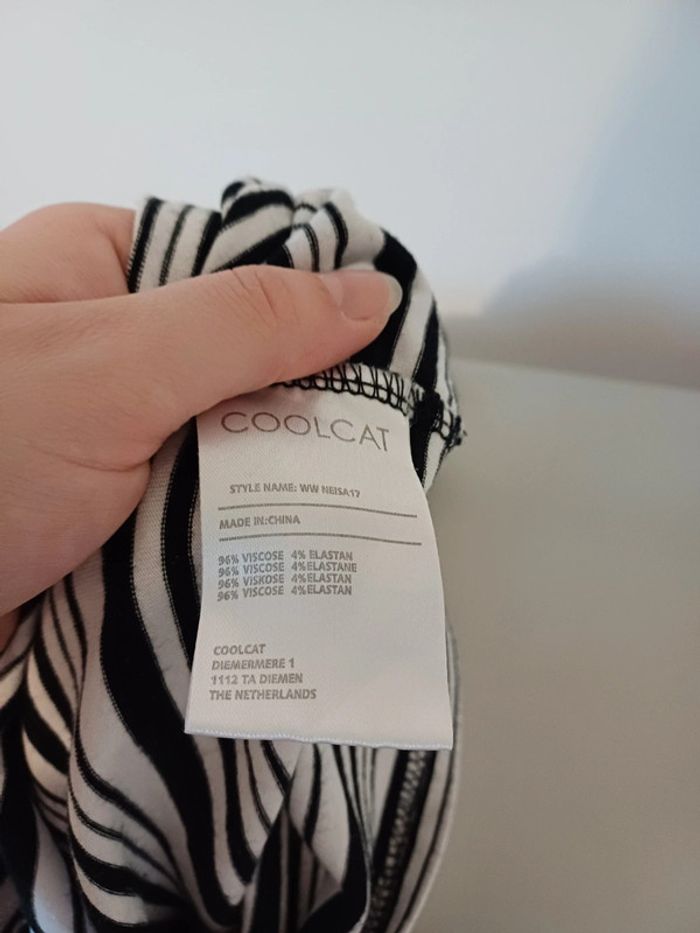 COOLCAT
STYLE NAME: WW NEISA17
MADE IN:CHINA
96% VISCOSE 4% ELASTAN
96% VISCOSE 4%ELASTANE
96% VISKOSE 4%ELASTAN
96% VISCOSE 4%ELASTAN
COOLCAT
DIEMERMERE 1
1112 TA DIEMEN
THE NETHERLANDS